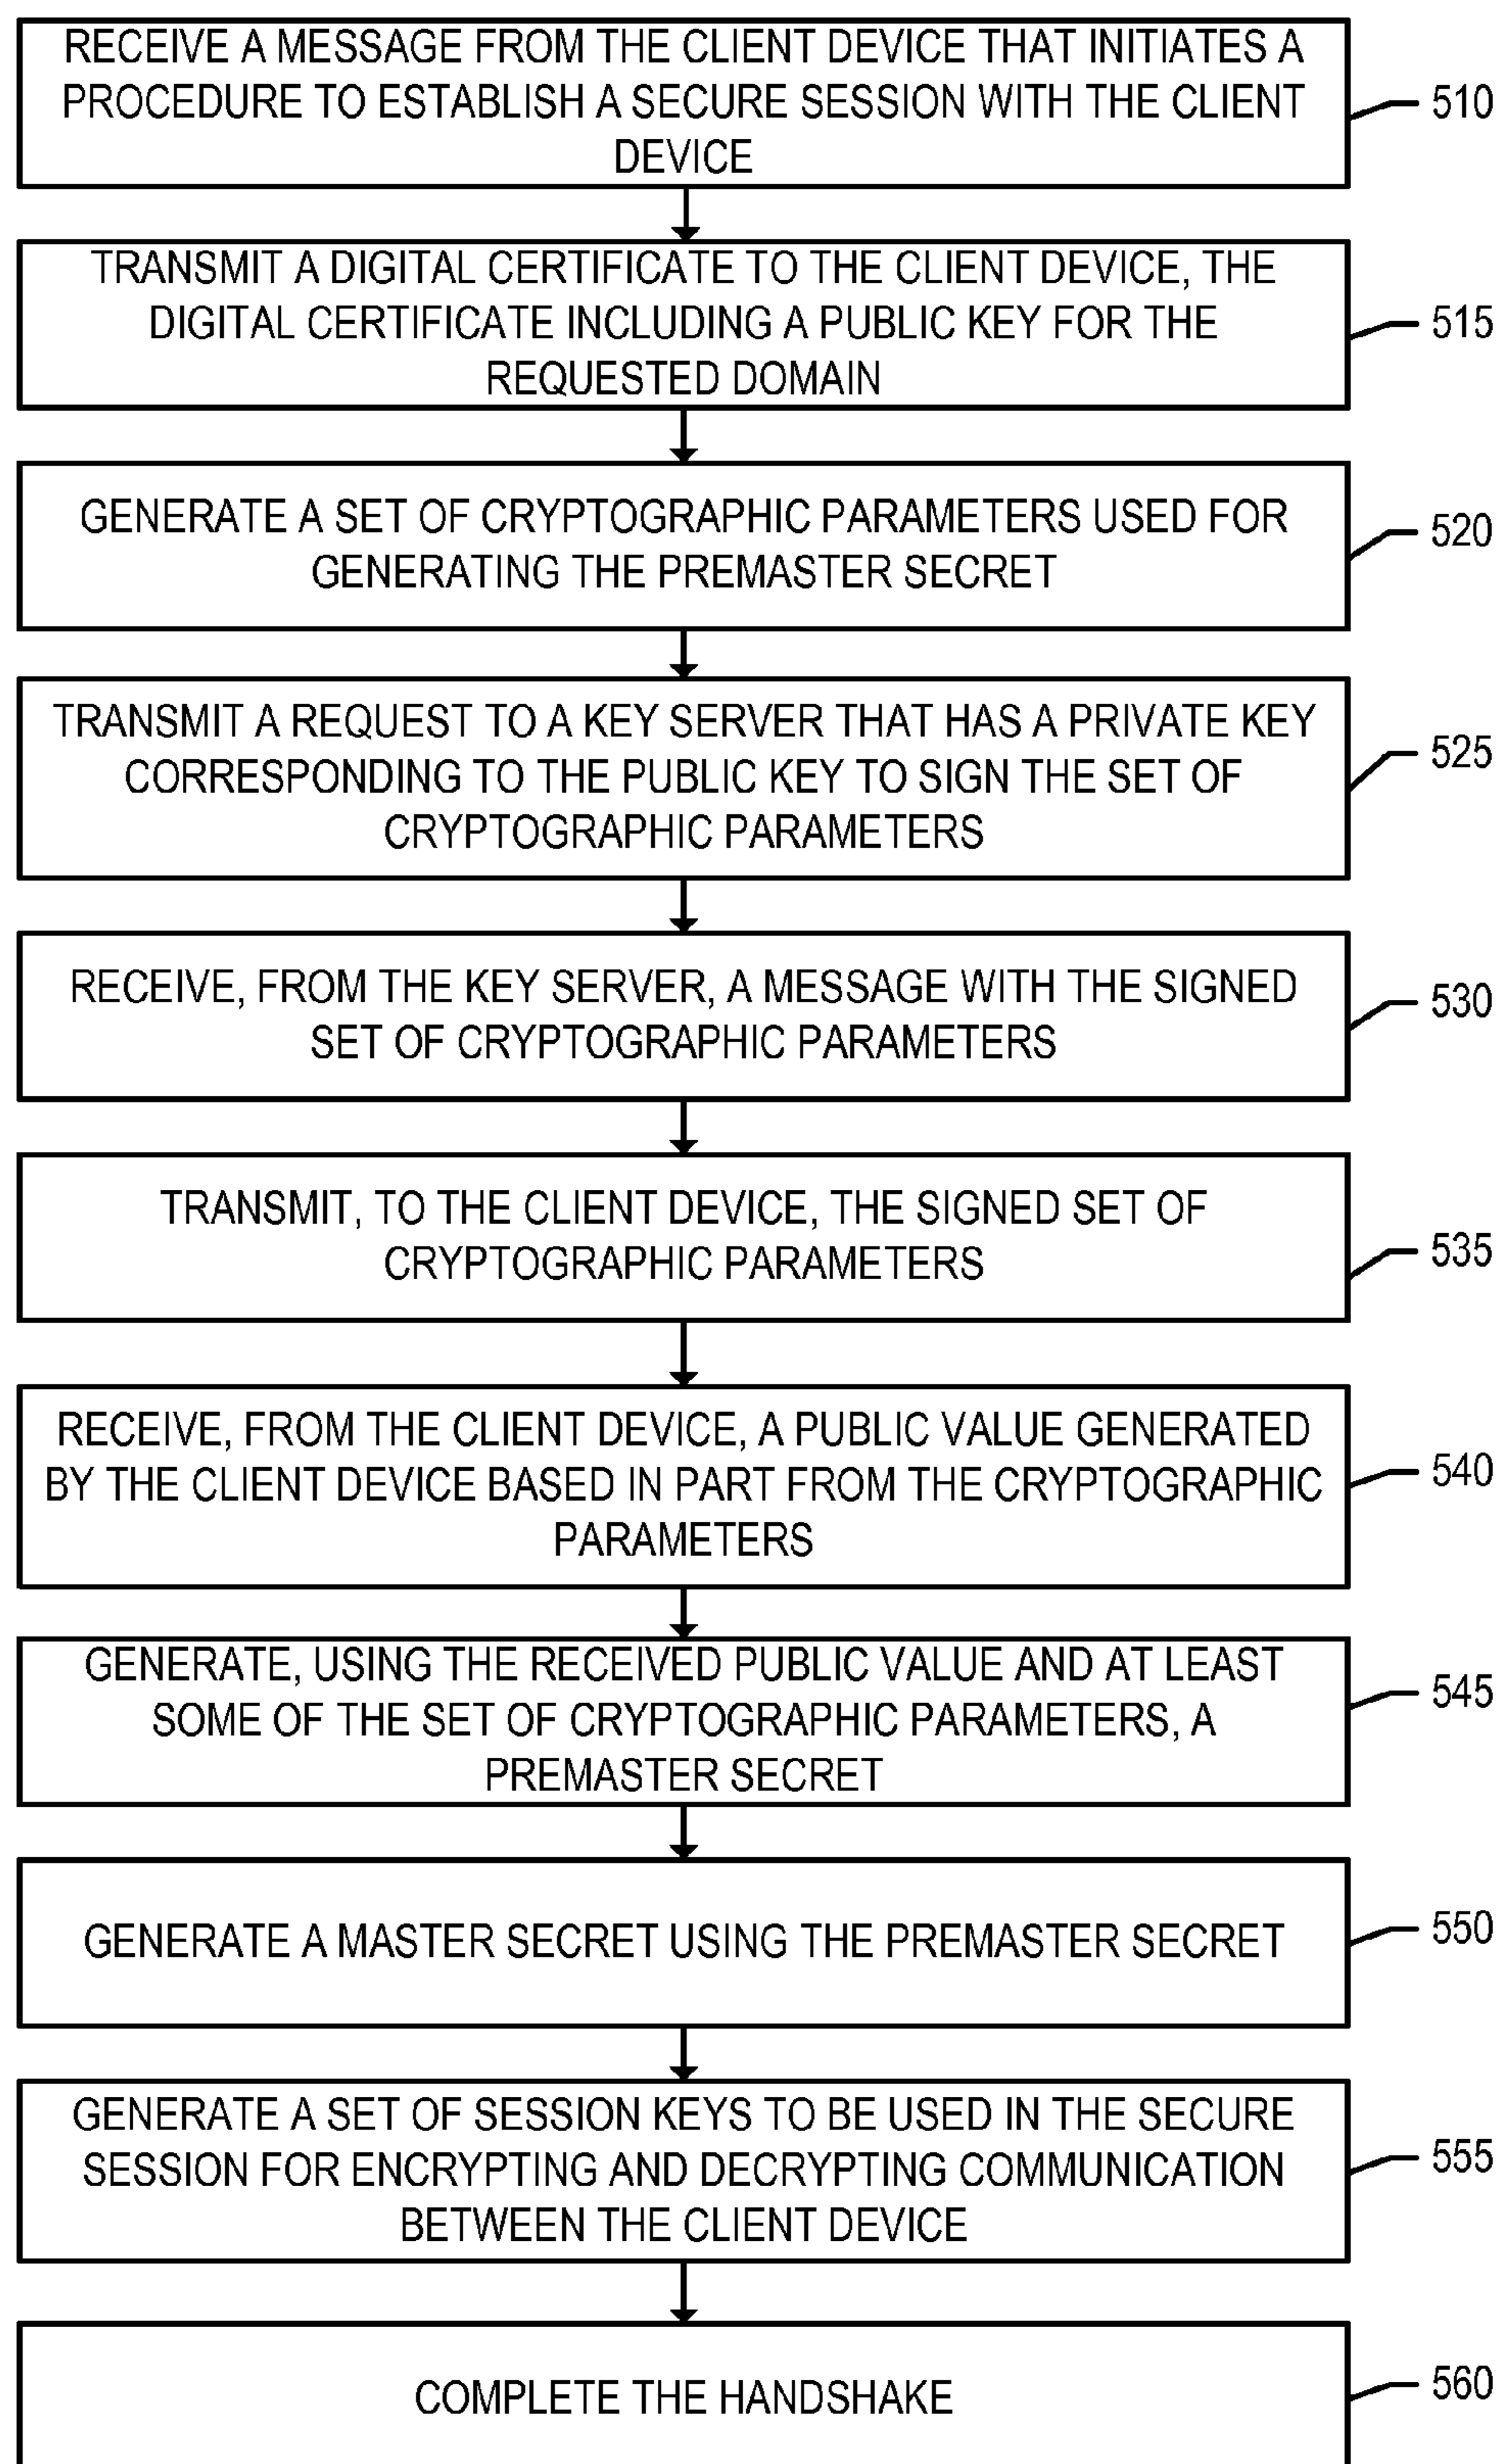 RECEIVE A MESSAGE FROM THE CLIENT DEVICE THAT INITIATES A
PROCEDURE TO ESTABLISH A SECURE SESSION WITH THE CLIENT
DEVICE
510
TRANSMIT A DIGITAL CERTIFICATE TO THE CLIENT DEVICE, THE
DIGITAL CERTIFICATE INCLUDING A PUBLIC KEY FOR THE
REQUESTED DOMAIN
515
GENERATE A SET OF CRYPTOGRAPHIC PARAMETERS USED FOR
GENERATING THE PREMASTER SECRET
520
TRANSMIT A REQUEST TO A KEY SERVER THAT HAS A PRIVATE KEY
CORRESPONDING TO THE PUBLIC KEY TO SIGN THE SET OF
CRYPTOGRAPHIC PARAMETERS
525
RECEIVE, FROM THE KEY SERVER, A MESSAGE WITH THE SIGNED
SET OF CRYPTOGRAPHIC PARAMETERS
530
TRANSMIT, TO THE CLIENT DEVICE, THE SIGNED SET OF
CRYPTOGRAPHIC PARAMETERS
535
RECEIVE, FROM THE CLIENT DEVICE, A PUBLIC VALUE GENERATED
BY THE CLIENT DEVICE BASED IN PART FROM THE CRYPTOGRAPHIC
PARAMETERS
540
GENERATE, USING THE RECEIVED PUBLIC VALUE AND AT LEAST
SOME OF THE SET OF CRYPTOGRAPHIC PARAMETERS, A
PREMASTER SECRET
545
GENERATE A MASTER SECRET USING THE PREMASTER SECRET
550
GENERATE A SET OF SESSION KEYS TO BE USED IN THE SECURE
SESSION FOR ENCRYPTING AND DECRYPTING COMMUNICATION
BETWEEN THE CLIENT DEVICE
555
COMPLETE THE HANDSHAKE
560